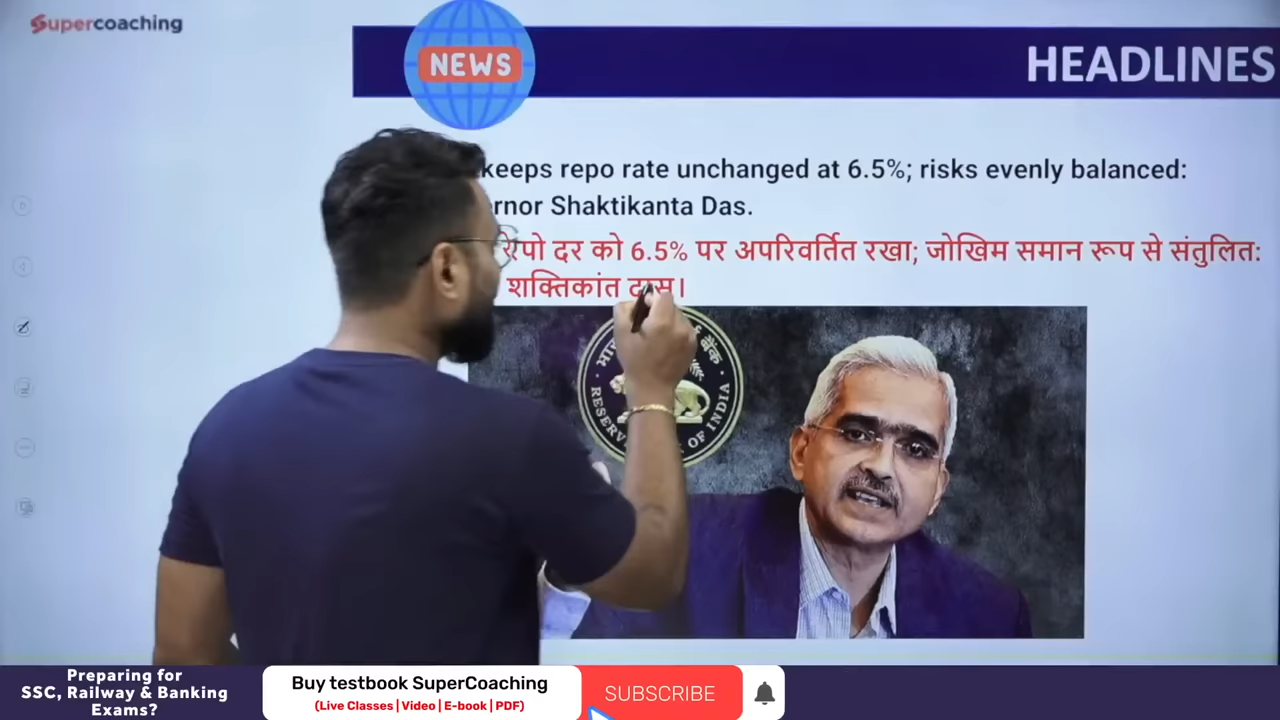 Supercoaching
NEWS
HEADLINES
keeps repo rate unchanged at 6.5%; risks evenly balanced:
Shaktikanta Das.
रेपो दर को 6.5% पर अपरिवर्तित रखा; जोखिम समान रूप से संतुलित:
शक्तिकांत
RESERV
OF INDIA
बैंक
Preparing for
SSC, Railway & Banking
Exams?
Buy testbook SuperCoaching
(Live Classes | Video | E-book | PDF)
SUBSCRIBE